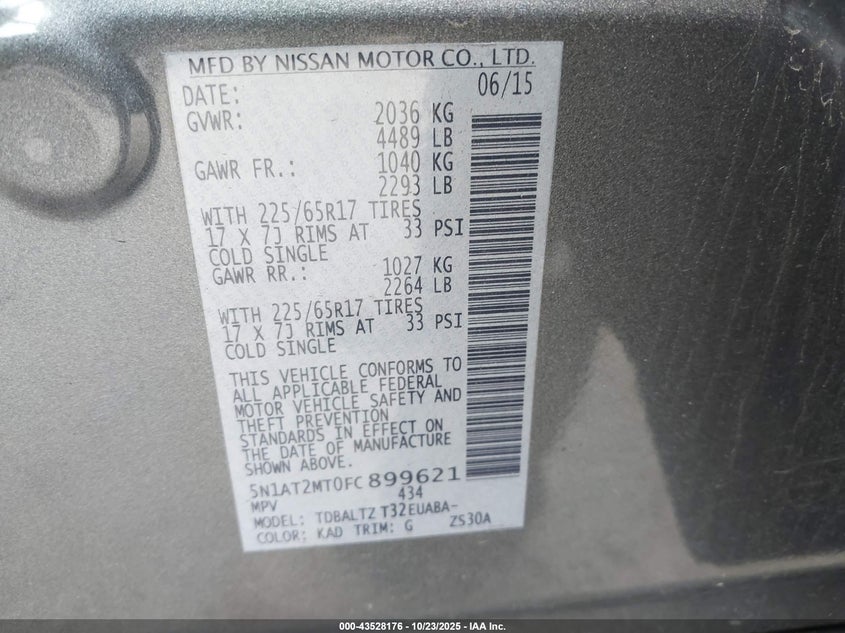 MFD BY NISSAN MOTOR CO., LTD.
DATE: 06/15
GVWR: 2036 KG
4489 LB
GAWR FR.: 1040 KG
2293 LB
WITH 225/65R17 TIRES
17 X 7J RIMS AT 33 PSI
COLD SINGLE
GAWR RR.: 1027 KG
2264 LB
WITH 225/65R17 TIRES
17 X 7J RIMS AT 33 PSI
COLD SINGLE
THIS VEHICLE CONFORMS TO
ALL APPLICABLE FEDERAL
MOTOR VEHICLE SAFETY AND
THEFT PREVENTION
STANDARDS IN EFFECT ON
THE DATE OF MANUFACTURE
SHOWN ABOVE.
5N1AT2MT0FC899621
MPV 434
MODEL: TDBALTZ T32EUABA-
COLOR: KAD TRIM: G ZS30A
000-43528176 - 10/23/2025 - IAA Inc.